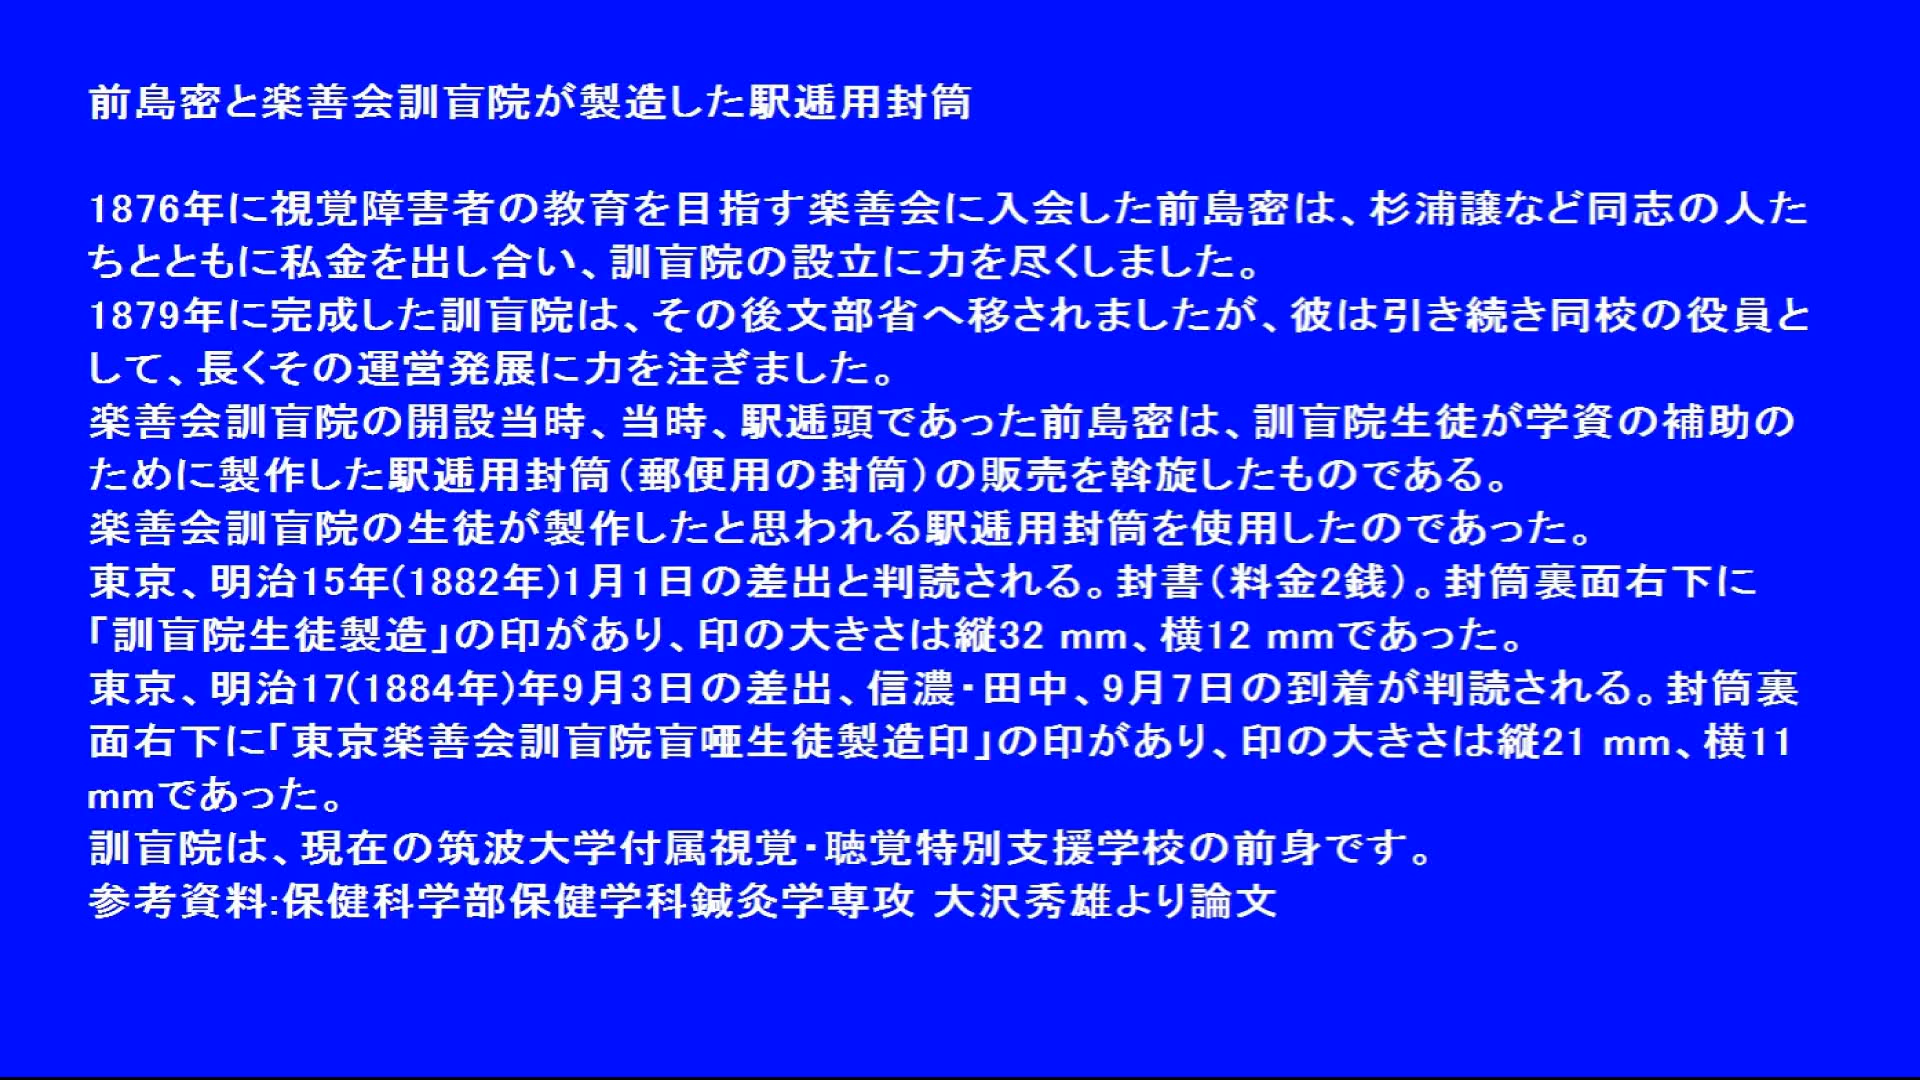 前島密と楽善会訓盲院が製造した駅逓用封筒
1876年に視覚障害者の教育を目指す楽善会に入会した前島密は、杉浦譲など同志の人た
ちとともに私金を出し合い、訓盲院の設立に力を尽くしました。
1879年に完成した訓盲院は、その後文部省へ移されましたが、彼は引き続き同校の役員と
して、長くその運営発展に力を注ぎました。
楽善会訓盲院の開設当時、当時、駅逓頭であった前島密は、訓盲院生徒が学資の補助の
ために製作した駅逓用封筒（郵便用の封筒）の販売を斡旋したものである。
楽善会訓盲院の生徒が製作したと思われる駅逓用封筒を使用したのであった。
東京、明治15年(1882年)1月1日の差出と判読される。封書（料金2銭）。封筒裏面右下に
「訓盲院生徒製造」の印があり、印の大きさは縦32 mm、横12 mmであった。
東京、明治17(1884年)年9月3日の差出、信濃・田中、9月7日の到着が判読される。封筒裏
面右下に「東京楽善会訓盲院盲唖生徒製造印」の印があり、印の大きさは縦21 mm、横11
mmであった。
訓盲院は、現在の筑波大学付属視覚・聴覚特別支援学校の前身です。
参考資料:保健科学部保健学科鍼灸学専攻 大沢秀雄より論文